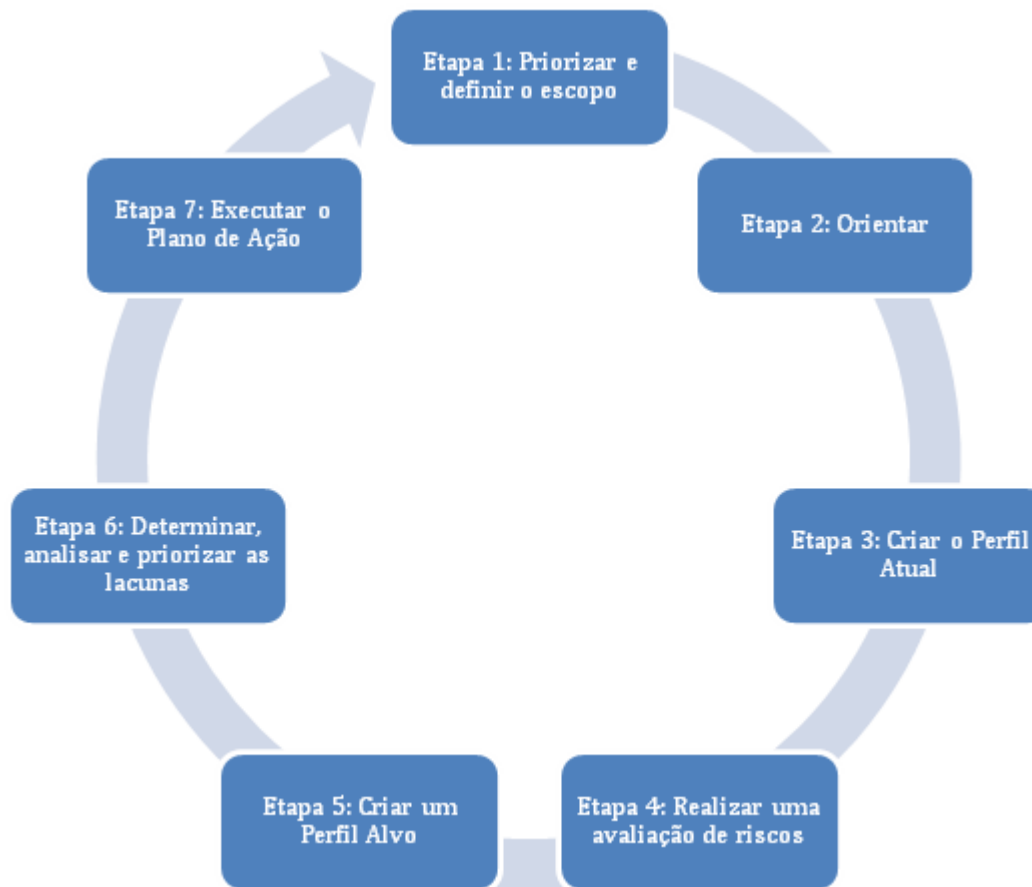 Etapa 1: Priorizar e
definir o escopo
Etapa 2: Orientar
Etapa 3: Criar o Perfil
Atual
Etapa 4: Realizar uma
avaliação de riscos
Etapa 5: Criar um
Perfil Alvo
Etapa 6: Determinar,
analisar e priorizar as
lacunas
Etapa 7: Executar o
Plano de Ação